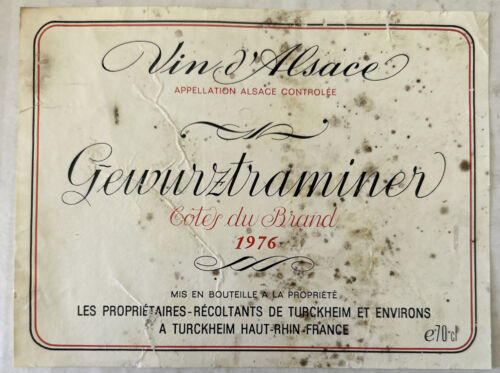 Vin d'Alsace
APPELLATION ALSACE CONTROLÉE
Gewurztraminer
Côtes du Brand
1976
MIS EN BOUTEILLE A LA PROPRIÉTÉ
LES PROPRIÉTAIRES-RÉCOLTANTS DE TURCKHEIM ET ENVIRONS
A TURCKHEIM HAUT-RHIN-FRANCE
e70 cl